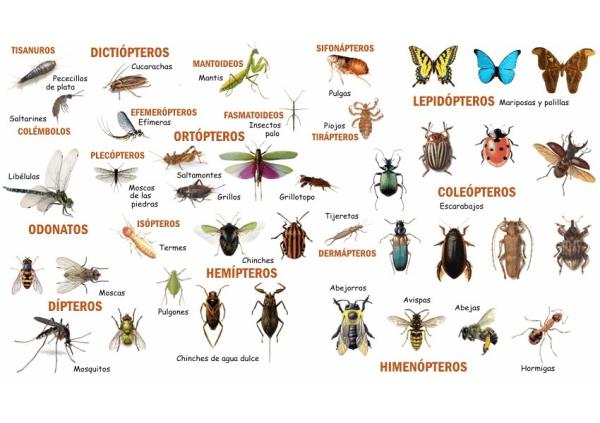 TISANUROS
Pececillos
de plata
DICTIÓPTEROS
Cucarachas
MANTOIDEOS
Mantis
SIFONÁPTEROS
Pulgas
LEPIDÓPTEROS
Mariposas y polillas
Saltarines
COLÉMBOLOS
EFEMERÓPTEROS
Efímeras
FASMATOIDEOS
Insectos
palo
Piojos
TIRÁPTEROS
ORTÓPTEROS
Saltamontes
Grillos
Grillotopo
PLECÓPTEROS
Moscas
de las
piedras
Libélulas
ODONATOS
COLEÓPTEROS
Escarabajos
ISÓPTEROS
Termes
Chinches
HEMÍPTEROS
Tijeretas
DERMÁPTEROS
Moscas
DÍPTEROS
Mosquitos
Pulgones
Chinches de agua dulce
Abejorros
Avispas
Abejas
HIMENÓPTEROS
Hormigas